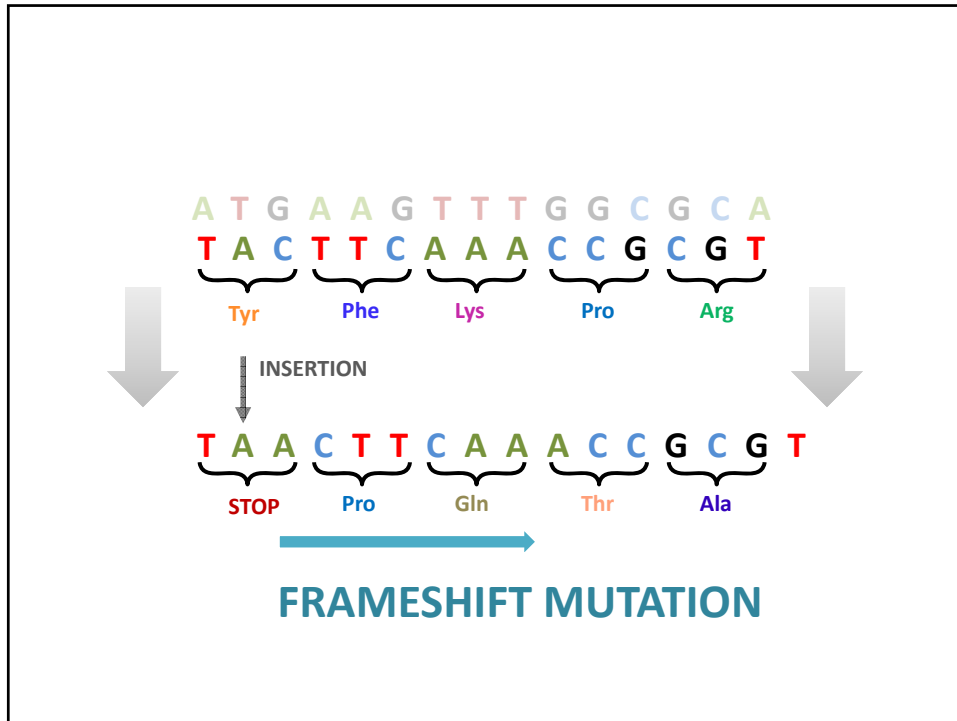 A T G A A G T T T G G C G C A
T A C T T C A A A C C G C G T
Tyr Phe Lys Pro Arg
INSERTION
T A A C T T C A A A C C G C G T
STOP Pro Gln Thr Ala
FRAMESHIFT MUTATION